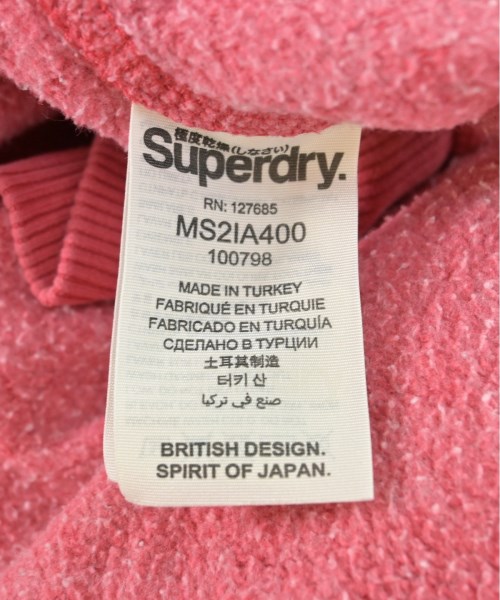 極度乾燥(しなさい)
Superdry.
RN: 127685
MS2IA400
100798
MADE IN TURKEY
FABRIQUÉ EN TURQUIE
FABRICADO EN TURQUÍA
СДЕЛАНО В ТУРЦИИ
土耳其制造
터키 산
صنع في تركيا
BRITISH DESIGN.
SPIRIT OF JAPAN.